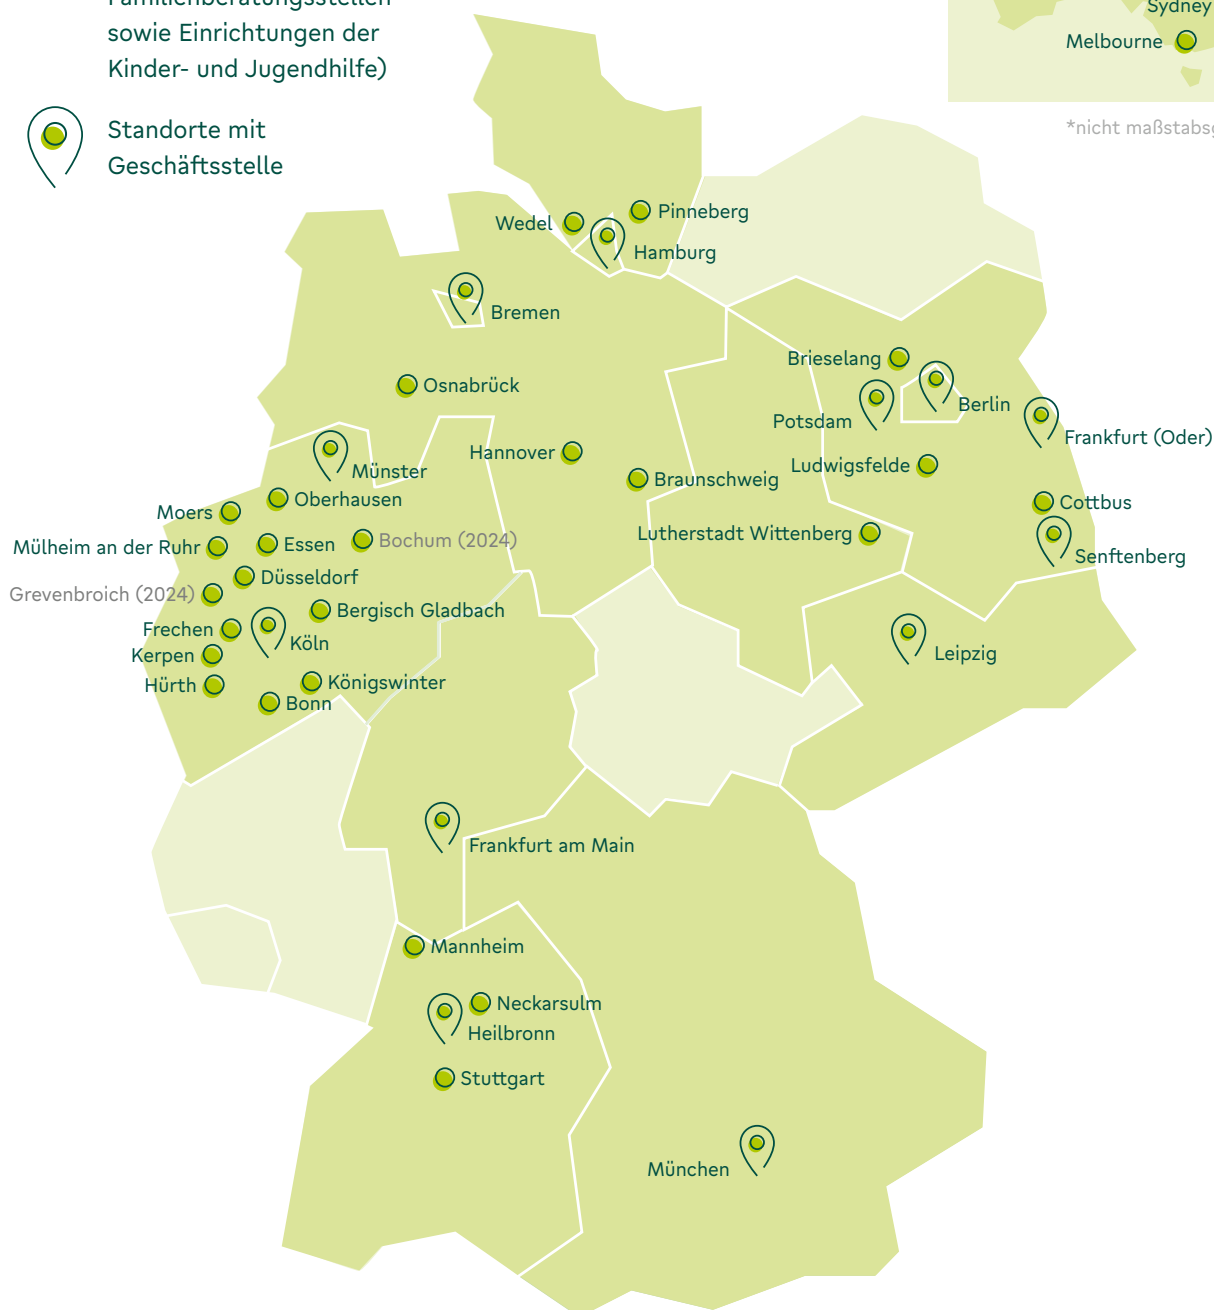 Familienberatungsstellen
sowie Einrichtungen der
Kinder- und Jugendhilfe)
Standorte mit
Geschäftsstelle
Sydney
Melbourne
Wedel
Pinneberg
Hamburg
Bremen
Osnabrück
Brieselang
Berlin
Potsdam
Frankfurt (Oder)
Hannover
Münster
Braunschweig
Ludwigsfelde
Oberhausen
Moers
Cottbus
Lutherstadt Wittenberg
Mülheim an der Ruhr
Essen
Bochum (2024)
Senftenberg
Düsseldorf
Grevenbroich (2024)
Bergisch Gladbach
Frechen
Köln
Kerpen
Leipzig
Hürth
Königswinter
Bonn
Frankfurt am Main
Mannheim
Neckarsulm
Heilbronn
Stuttgart
München